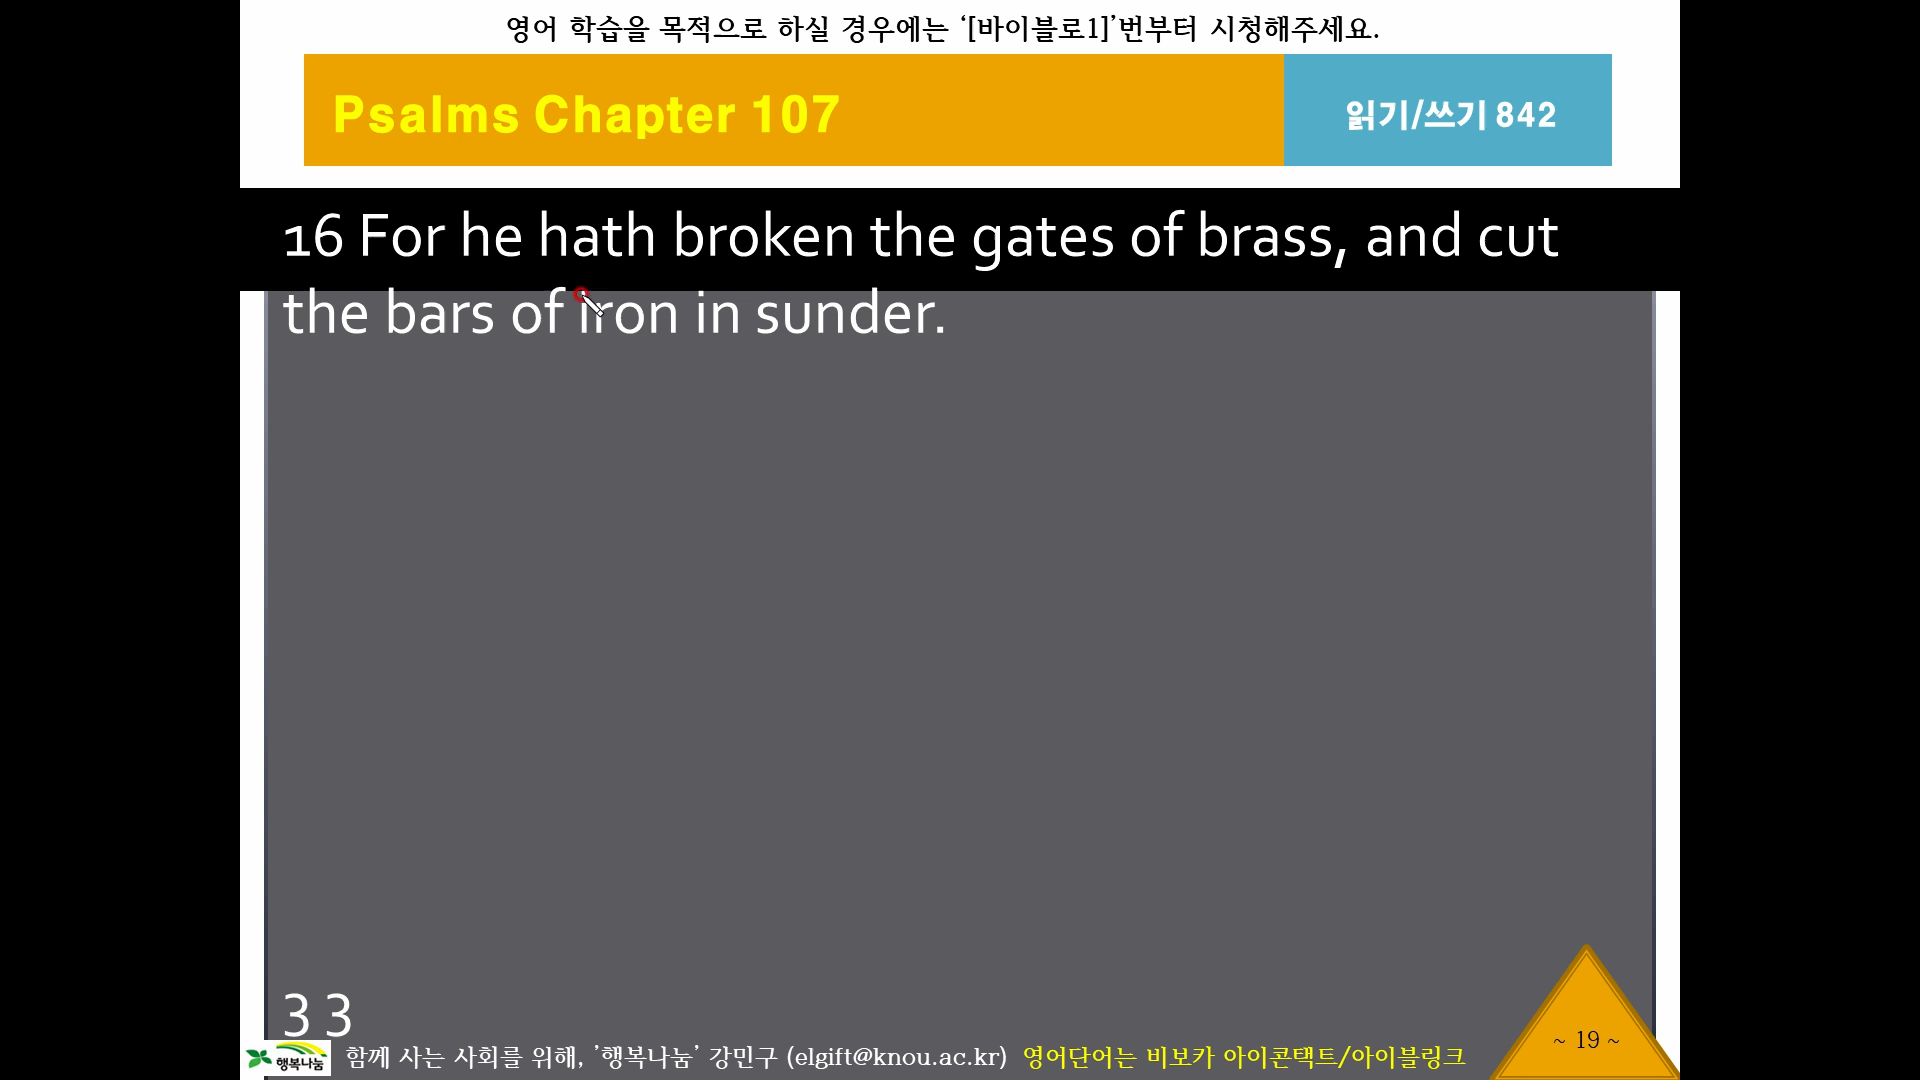 영어 학습을 목적으로 하실 경우에는 ‘[바이블로1]’번부터 시청해주세요.
Psalms Chapter 107
읽기/쓰기 842
16 For he hath broken the gates of brass, and cut
the bars of iron in sunder.
3 3
~ 19 ~
행복나눔
함께 사는 사회를 위해, ’행복나눔’ 강민구 (elgift@knou.ac.kr) 영어단어는 비보카 아이콘택트/아이블링크